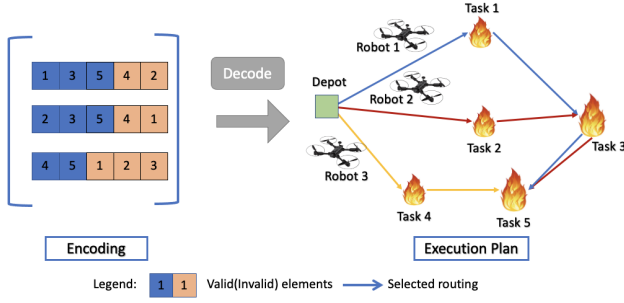 Task 1
Robot 1
1 3 5 4 2
Decode
Depot
Robot 2
2 3 5 4 1
Task 2
Task 3
Robot 3
4 5 1 2 3
Task 4
Task 5
Encoding
Execution Plan
Legend: 1 1 Valid(Invalid) elements Selected routing